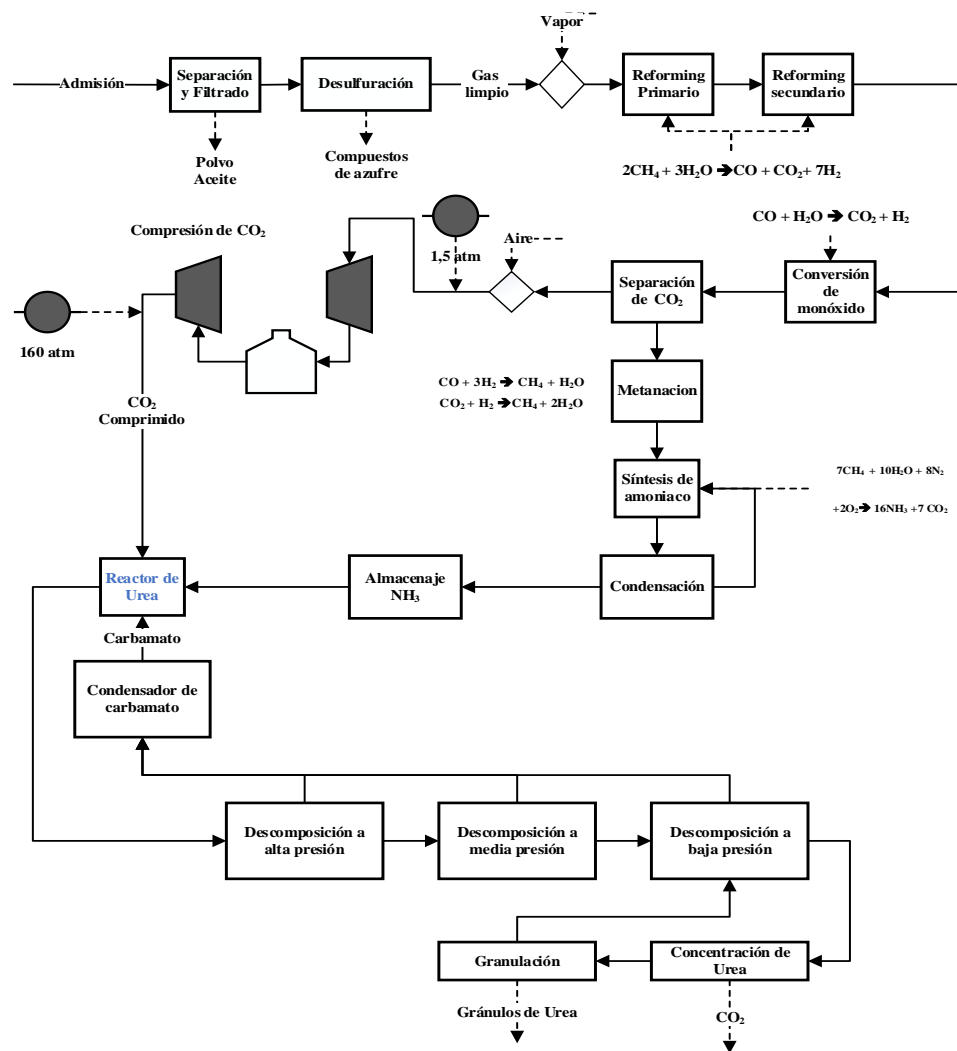 Vapor
Admisión
Separación
y Filtrado
Desulfuración
Gas
limpio
Reforming
Primario
Reforming
secundario
Polvo
Aceite
Compuestos
de azufre
2CH₄ + 3H₂O ➔ CO + CO₂ + 7H₂
CO + H₂O ➔ CO₂ + H₂
Compresión de CO₂
1,5 atm
Aire
Separación
de CO₂
Conversión
de
monóxido
160 atm
CO + 3H₂ ➔ CH₄ + H₂O
CO₂ + H₂ ➔ CH₄ + 2H₂O
Metanacion
CO₂
Comprimido
Síntesis de
amoniaco
7CH₄ + 10H₂O + 8N₂
+2O₂ ➔ 16NH₃ +7 CO₂
Reactor de
Urea
Almacenaje
NH₃
Condensación
Carbamato
Condensador de
carbamato
Descomposición a
alta presión
Descomposición a
media presión
Descomposición a
baja presión
Granulación
Concentración de
Urea
Gránulos de Urea
CO₂